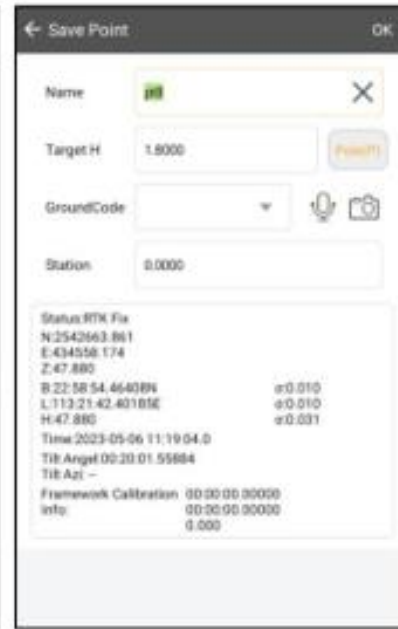 ← Save Point OK
Name pt8
Target H 1.8000
GroundCode
Station 0.0000
Status:RTK Fix
N:2542663.861
E:434558.174
Z:47.880
B:22:58:54.46408N σ:0.010
L:113:21:42.40185E σ:0.010
H:47.880 σ:0.031
Time:2023-05-06 11:19:04.0
Tilt Angel:00:20:01.55884
Tilt Azi: --
Framework Calibration 00:00:00.00000
Info: 00:00:00.00000
0.000